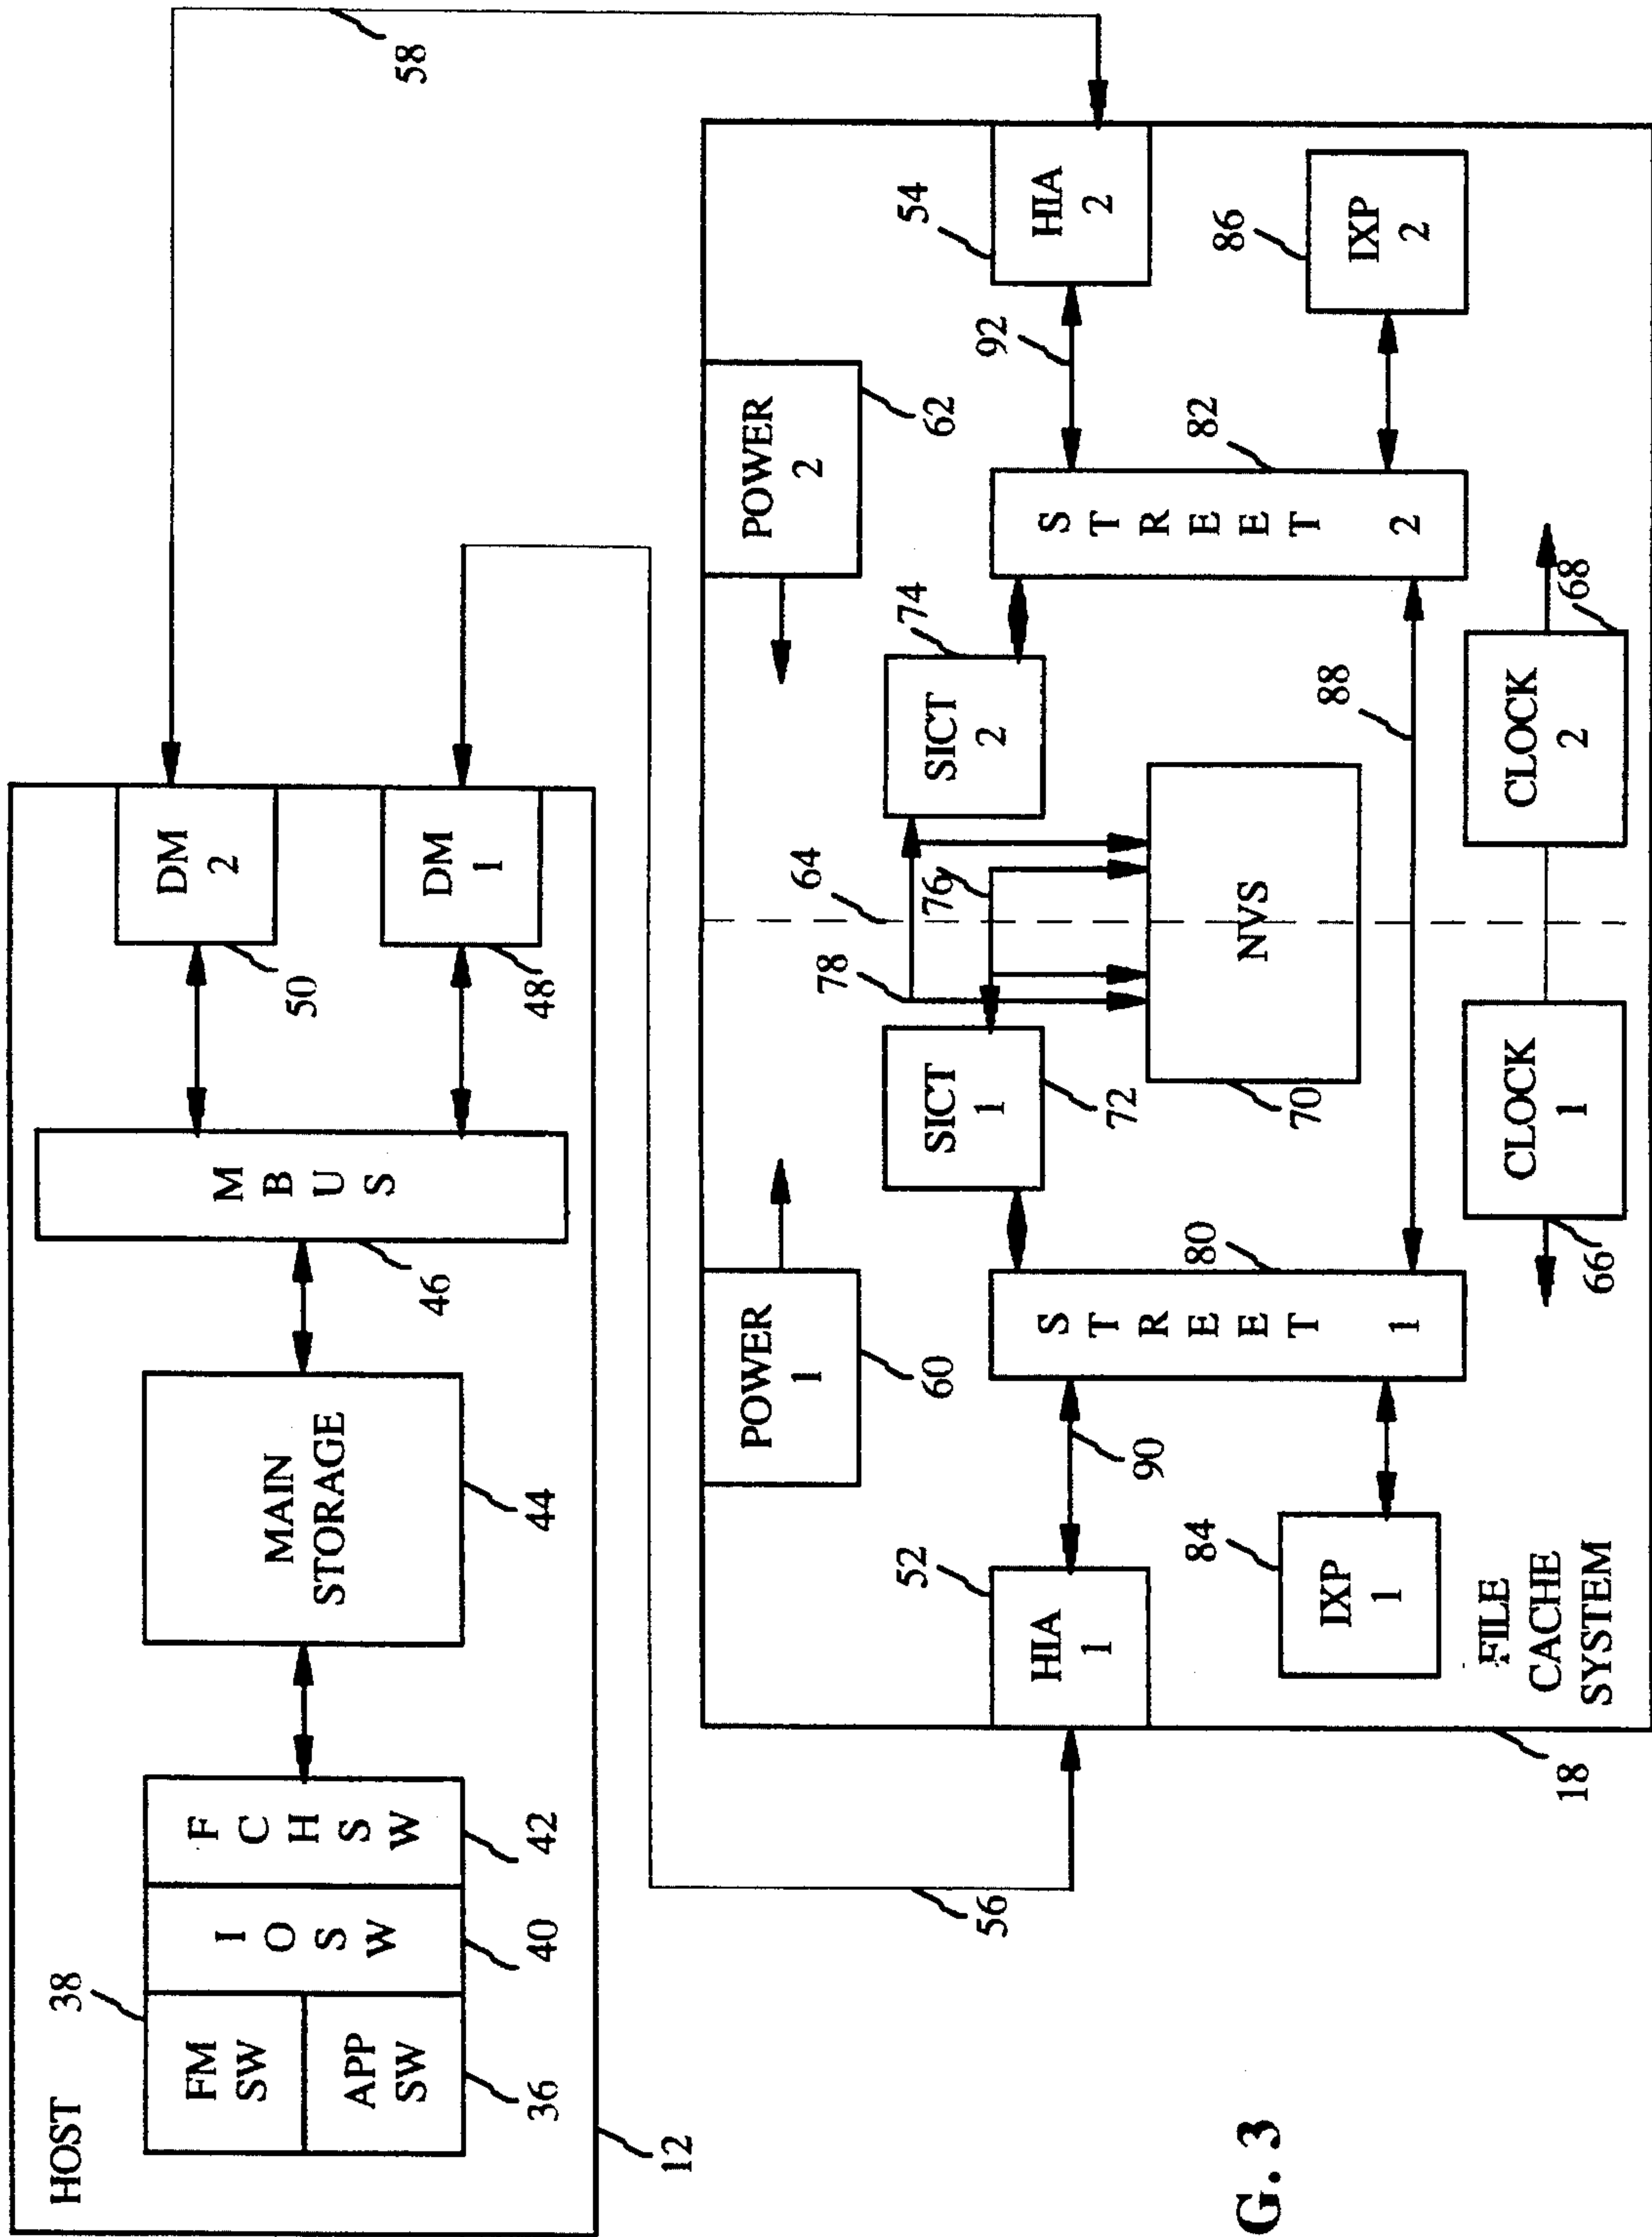 HOST
38
FM
SW
APP
SW
36
I
O
S
W
40
F
C
H
S
W
42
MAIN
STORAGE
44
M
B
U
S
46
DM
2
50
DM
1
48
12
58
56
POWER
1
60
POWER
2
62
64
HIA
1
52
90
S
T
R
E
E
T
1
80
SICT
1
72
78
76
SICT
2
74
S
T
R
E
E
T
2
82
92
HIA
2
54
NVS
70
IXP
1
84
88
IXP
2
86
CLOCK
1
66
CLOCK
2
68
FILE
CACHE
SYSTEM
18
G. 3